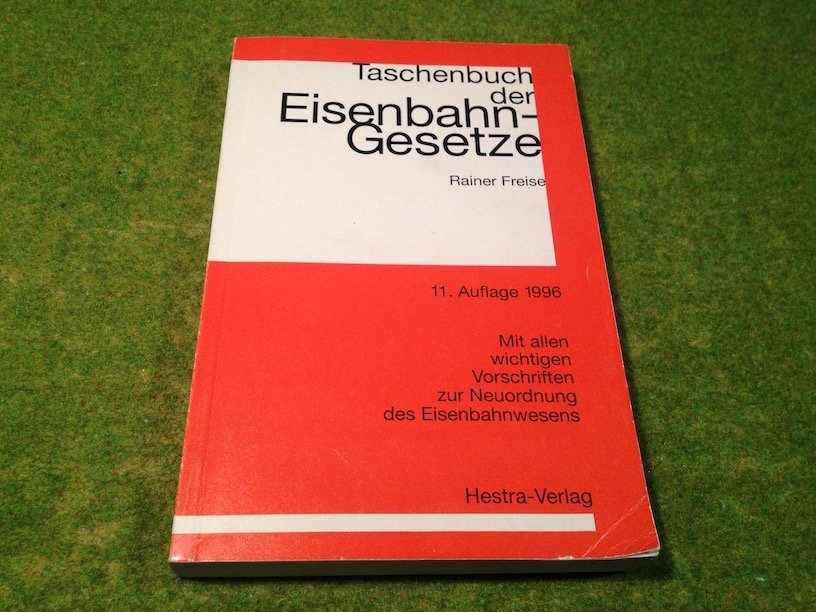 Taschenbuch
der
Eisenbahn-
Gesetze
Rainer Freise
11. Auflage 1996
Mit allen
wichtigen
Vorschriften
zur Neuordnung
des Eisenbahnwesens
Hestra-Verlag